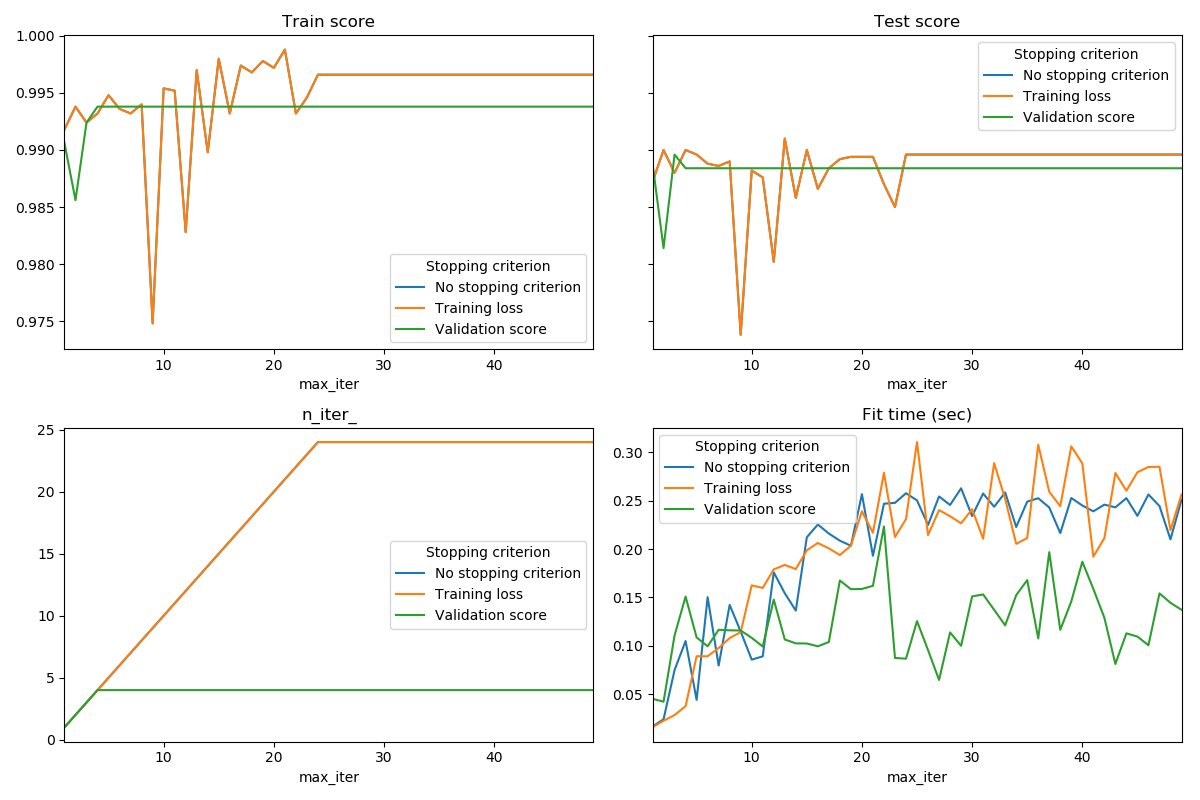 Train score
1.000
0.995
0.990
0.985
0.980
0.975
Stopping criterion
No stopping criterion
Training loss
Validation score
10 20 30 40
max_iter
Test score
Stopping criterion
No stopping criterion
Training loss
Validation score
10 20 30 40
max_iter
n_iter_
25
20
15
10
5
0
Stopping criterion
No stopping criterion
Training loss
Validation score
10 20 30 40
max_iter
Fit time (sec)
0.30
0.25
0.20
0.15
0.10
0.05
Stopping criterion
No stopping criterion
Training loss
Validation score
10 20 30 40
max_iter